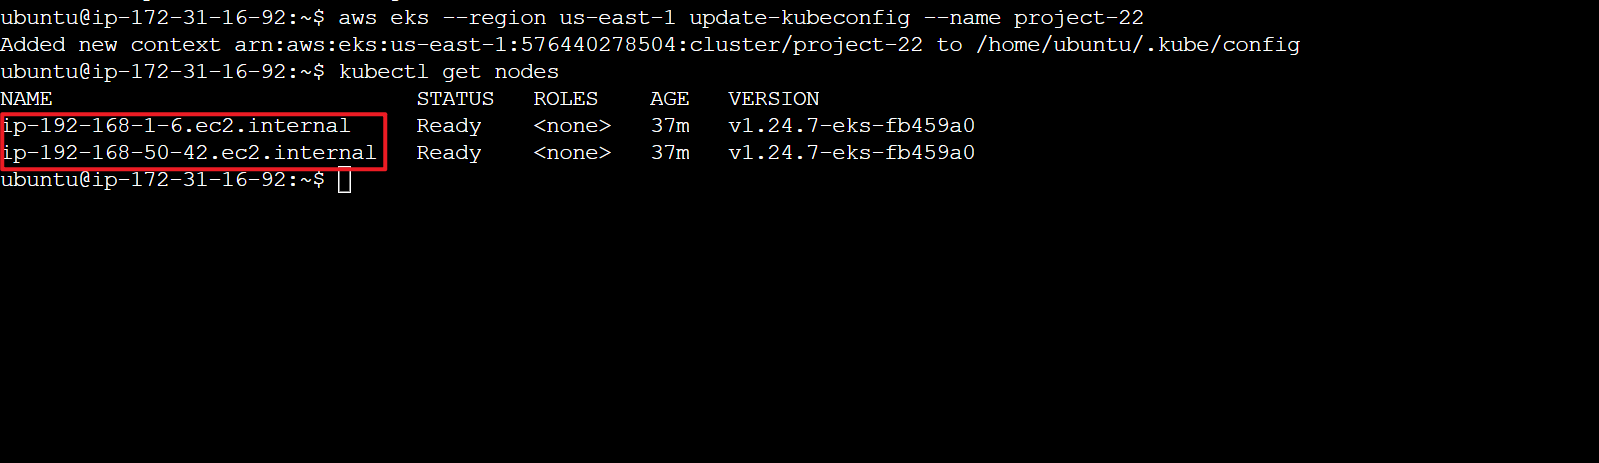 ubuntu@ip-172-31-16-92:~$ aws eks --region us-east-1 update-kubeconfig --name project-22
Added new context arn:aws:eks:us-east-1:576440278504:cluster/project-22 to /home/ubuntu/.kube/config
ubuntu@ip-172-31-16-92:~$ kubectl get nodes
NAME                            STATUS   ROLES    AGE   VERSION
ip-192-168-1-6.ec2.internal     Ready    <none>   37m   v1.24.7-eks-fb459a0
ip-192-168-50-42.ec2.internal   Ready    <none>   37m   v1.24.7-eks-fb459a0
ubuntu@ip-172-31-16-92:~$